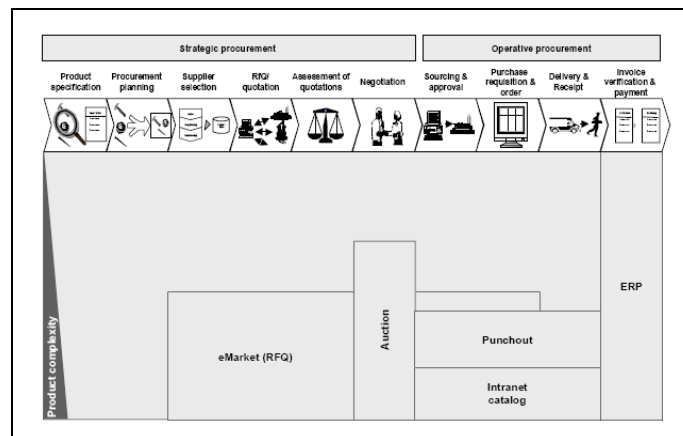 Strategic procurement
Operative procurement
Product
specification
Procurement
planning
Supplier
selection
RfQ/
quotation
Assessment of
quotations
Negotiation
Sourcing &
approval
Purchase
requisition &
order
Delivery &
Receipt
Invoice
verification &
payment
Product complexity
eMarket (RFQ)
Auction
Punchout
Intranet
catalog
ERP